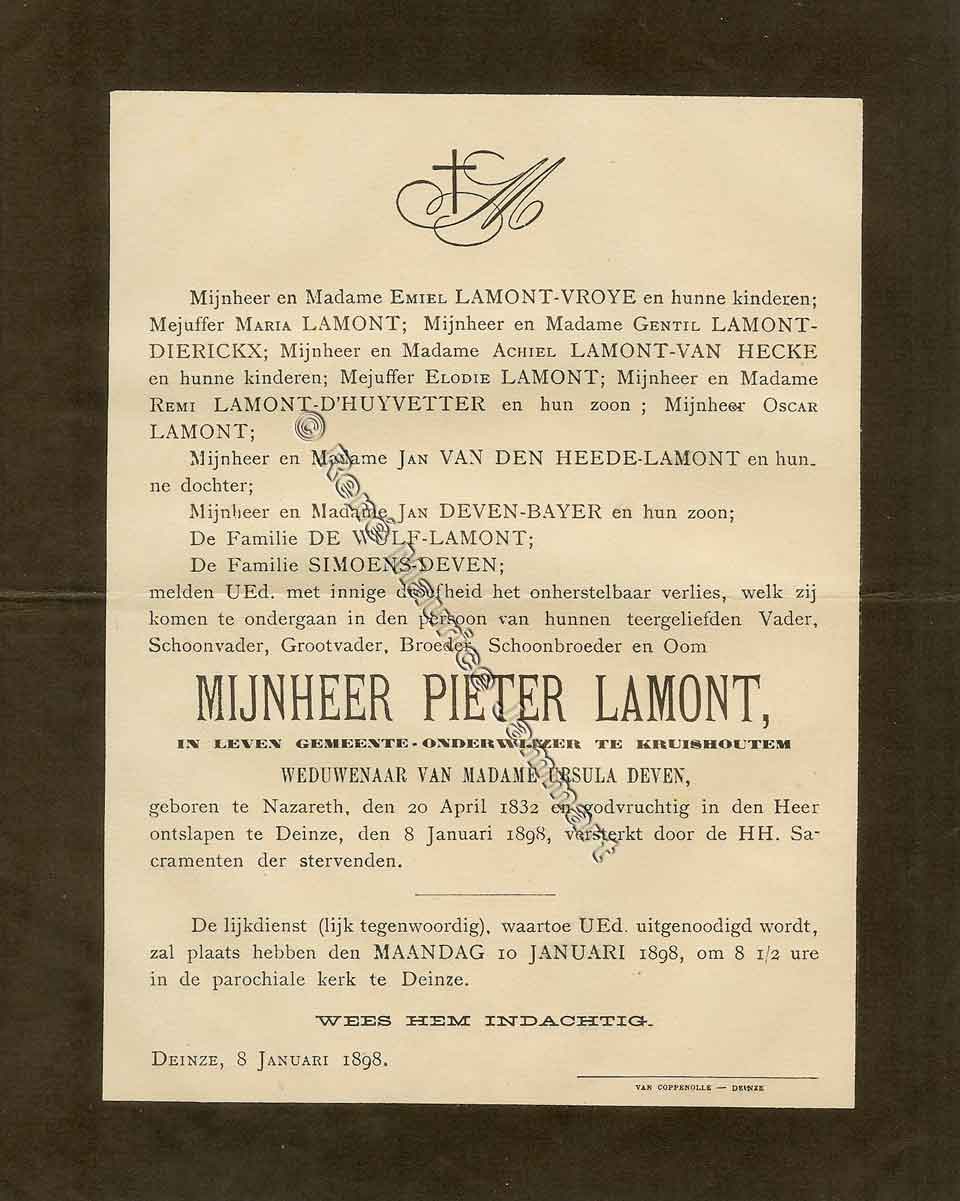 M
Mijnheer en Madame EMIEL LAMONT-VROYE en hunne kinderen;
Mejuffer MARIA LAMONT; Mijnheer en Madame GENTIL LAMONT-
DIERICKX; Mijnheer en Madame ACHIEL LAMONT-VAN HECKE
en hunne kinderen; Mejuffer ELODIE LAMONT; Mijnheer en Madame
REMI LAMONT-D'HUYVETTER en hun zoon ; Mijnheer OSCAR
LAMONT;
Mijnheer en Madame JAN VAN DEN HEEDE-LAMONT en hun-
ne dochter;
Mijnheer en Madame JAN DEVEN-BAYER en hun zoon;
De Familie DE WULF-LAMONT;
De Familie SIMOENS-DEVEN;
melden UEd. met innige droefheid het onherstelbaar verlies, welk zij
komen te ondergaan in den persoon van hunnen teergeliefden Vader,
Schoonvader, Grootvader, Broeder, Schoonbroeder en Oom
MIJNHEER PIETER LAMONT,
IN LEVEN GEMEENTE-ONDERWIJZER TE KRUISHOUTEM
WEDUWENAAR VAN MADAME URSULA DEVEN,
geboren te Nazareth, den 20 April 1832 en godvruchtig in den Heer
ontslapen te Deinze, den 8 Januari 1898, versterkt door de HH. Sa-
cramenten der stervenden.
De lijkdienst (lijk tegenwoordig), waartoe UEd. uitgenoodigd wordt,
zal plaats hebben den MAANDAG 10 JANUARI 1898, om 8 1/2 ure
in de parochiale kerk te Deinze.
WEES HEM INDACHTIG.
DEINZE, 8 JANUARI 1898.
VAN COPPENOLLE — DEINZE
© René Maurice Jammart